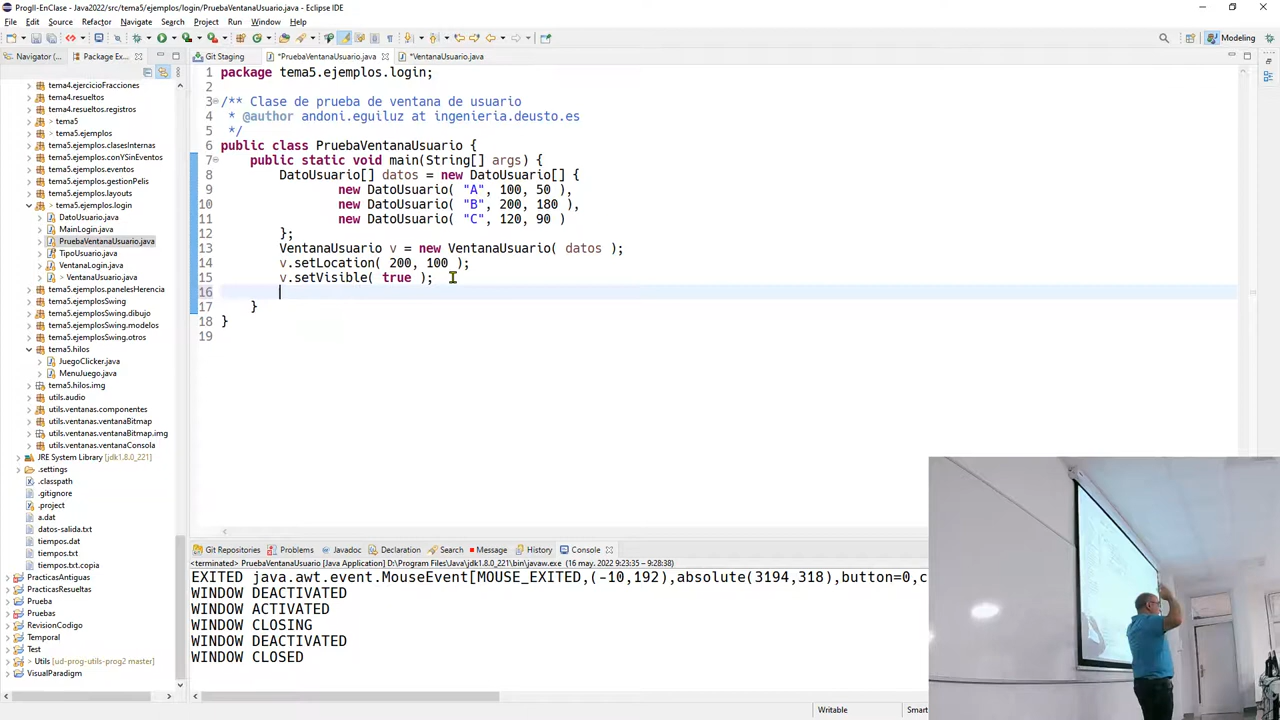 ProgII-EnClase - Java2022/src/tema5/ejemplos/login/PruebaVentanaUsuario.java - Eclipse IDE
File Edit Source Refactor Navigate Search Project Run Window Help
Modeling
Navigator (...
Package Ex...
Git Staging
*PruebaVentanaUsuario.java
*VentanaUsuario.java
tema4.ejercicioFracciones
tema4.resueltos
tema4.resueltos.registros
> tema5
> tema5.ejemplos
tema5.ejemplos.clasesInternas
tema5.ejemplos.conYSinEventos
tema5.ejemplos.eventos
tema5.ejemplos.gestionPelis
tema5.ejemplos.layouts
> tema5.ejemplos.login
DatoUsuario.java
MainLogin.java
PruebaVentanaUsuario.java
TipoUsuario.java
VentanaLogin.java
> VentanaUsuario.java
tema5.ejemplos.panelesHerencia
tema5.ejemplosSwing
tema5.ejemplosSwing.dibujo
tema5.ejemplosSwing.modelos
tema5.ejemplosSwing.otros
tema5.hilos
JuegoClicker.java
MenuJuego.java
tema5.hilos.img
utils.audio
utils.ventanas.componentes
utils.ventanas.ventanaBitmap
utils.ventanas.ventanaBitmap.img
utils.ventanas.ventanaConsola
JRE System Library [jdk1.8.0_221]
.settings
.classpath
.gitignore
.project
a.dat
datos-salida.txt
tiempos.dat
tiempos.txt
tiempos.txt.copia
PracticasAntiguas
PracticasResueltas
Prueba
Pruebas
RevisionCodigo
Temporal
Test
> Utils [ud-prog-utils-prog2 master]
VisualParadigm
1 package tema5.ejemplos.login;
2
3 /** Clase de prueba de ventana de usuario
4 * @author andoni.eguiluz at ingenieria.deusto.es
5 */
6 public class PruebaVentanaUsuario {
7 public static void main(String[] args) {
8 DatoUsuario[] datos = new DatoUsuario[] {
9 new DatoUsuario( "A", 100, 50 ),
10 new DatoUsuario( "B", 200, 180 ),
11 new DatoUsuario( "C", 120, 90 )
12 };
13 VentanaUsuario v = new VentanaUsuario( datos );
14 v.setLocation( 200, 100 );
15 v.setVisible( true );
16
17 }
18 }
19
Git Repositories Problems Javadoc Declaration Search Message History Console
<terminated> PruebaVentanaUsuario [Java Application] D:\Program Files\Java\jdk1.8.0_221\bin\javaw.exe (17 may. 2022 9:23:35 – 9:28:38)
EXITED java.awt.event.MouseEvent[MOUSE_EXITED,(-10,192),absolute(3194,318),button=0,c
WINDOW DEACTIVATED
WINDOW ACTIVATED
WINDOW CLOSING
WINDOW DEACTIVATED
WINDOW CLOSED
Writable
Smart